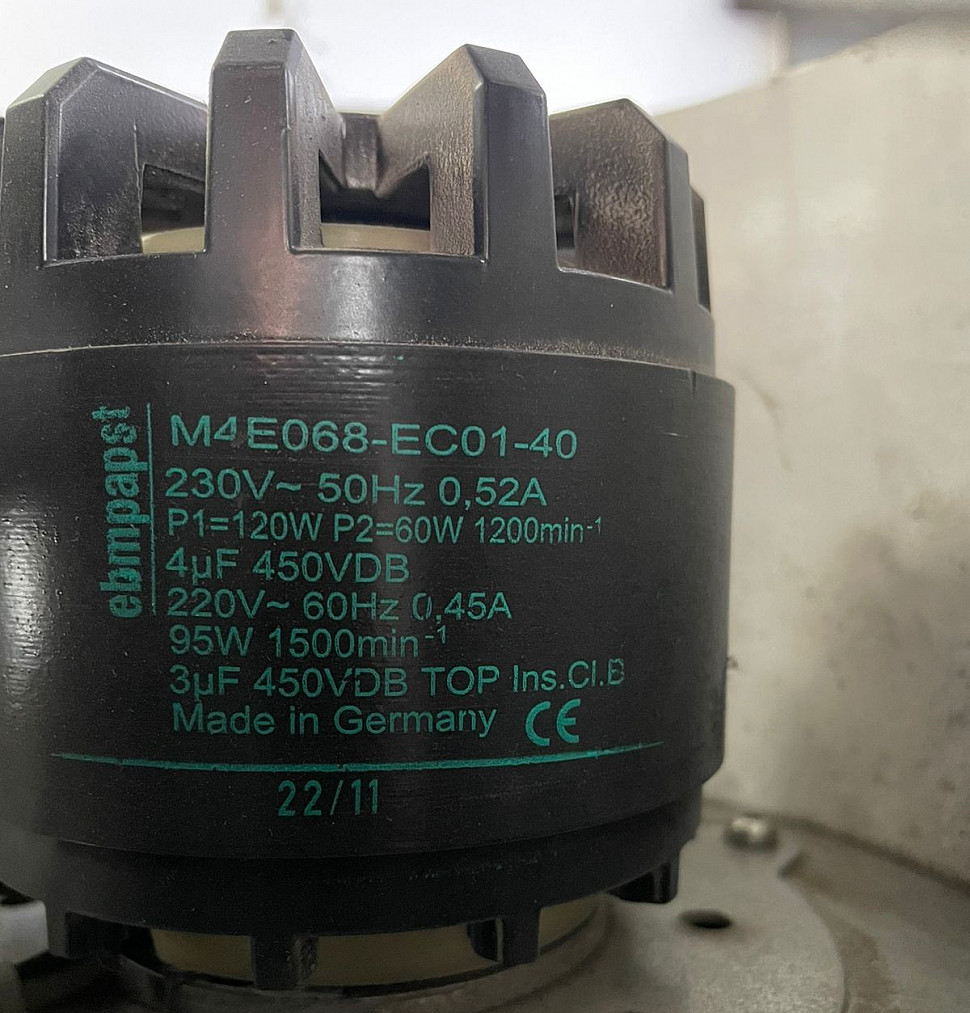 ebmpapst
M4E068-EC01-40
230V~ 50Hz 0,52A
P1=120W P2=60W 1200min⁻¹
4µF 450VDB
220V~ 60Hz 0,45A
95W 1500min⁻¹
3µF 450VDB TOP Ins.Cl.B
Made in Germany CE
22/11